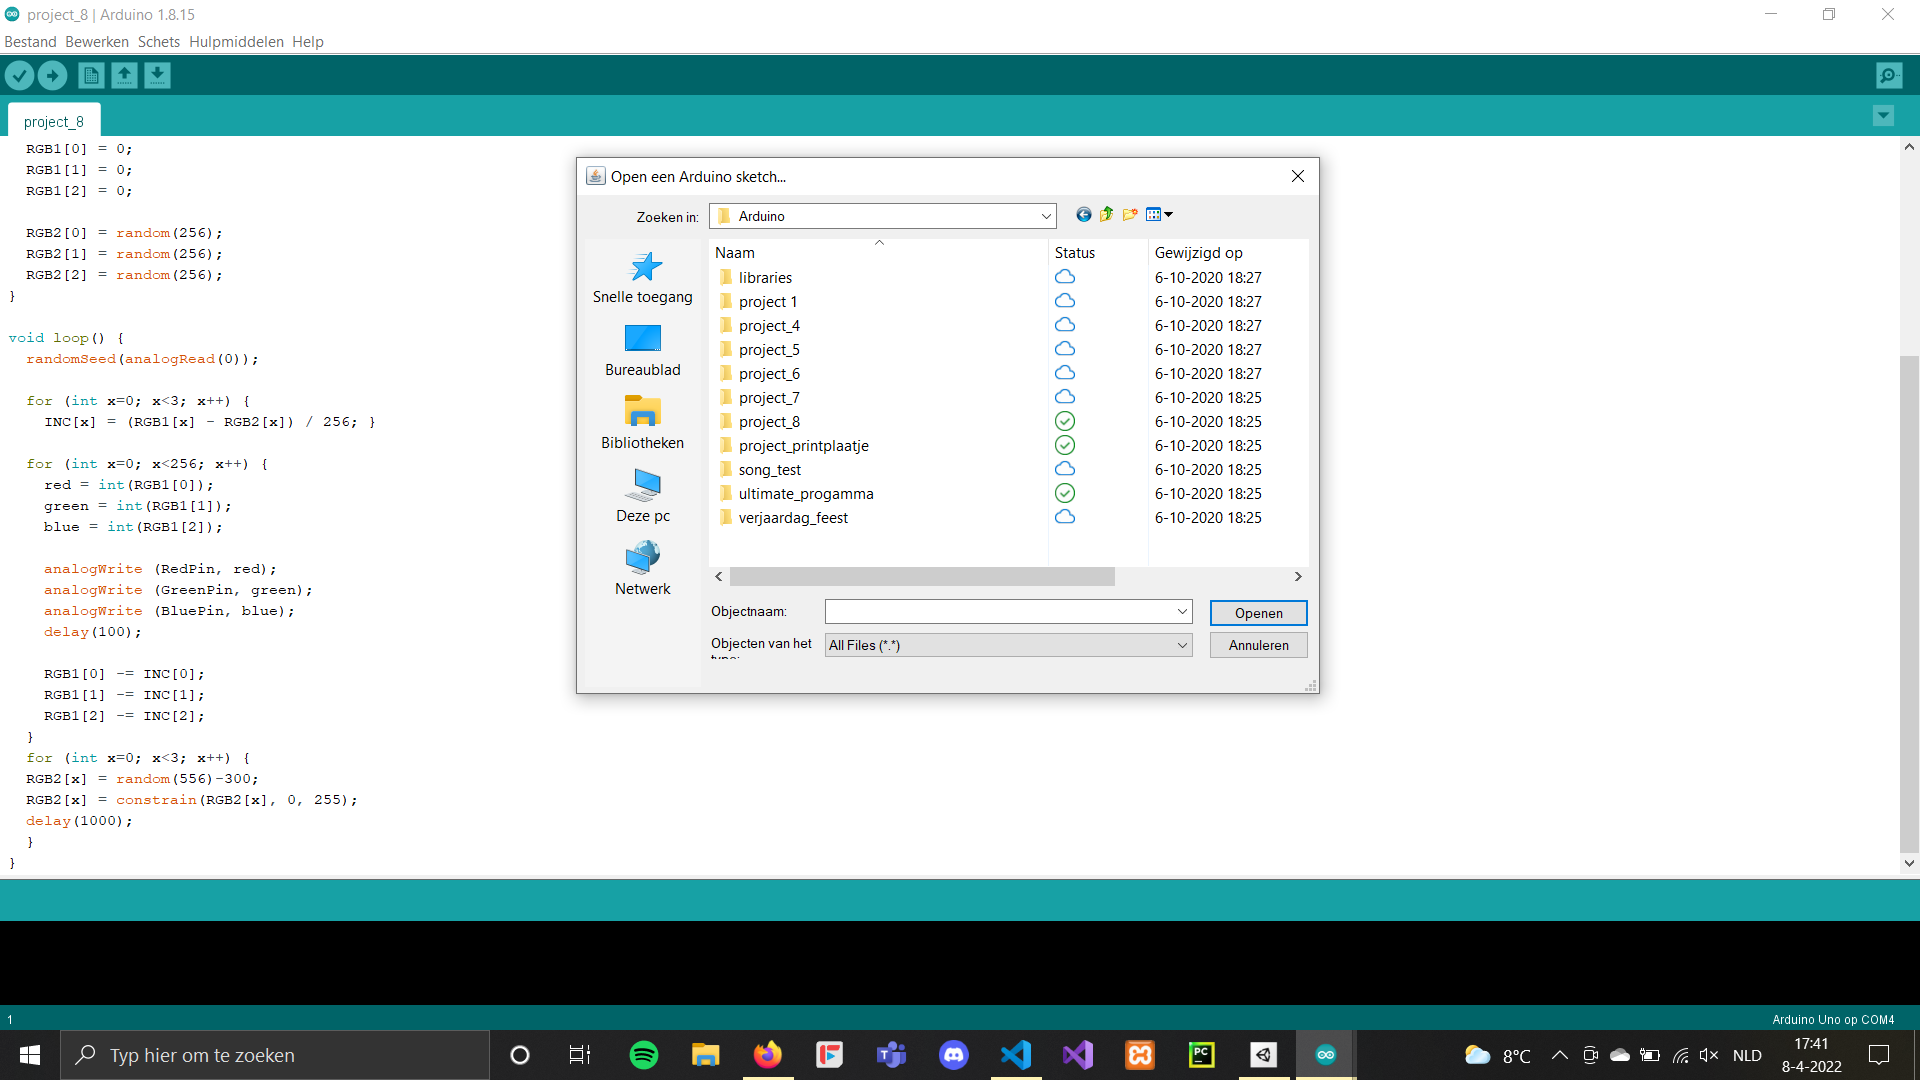 project_8 | Arduino 1.8.15
Bestand Bewerken Schets Hulpmiddelen Help
project_8
RGB1[0] = 0;
RGB1[1] = 0;
RGB1[2] = 0;
RGB2[0] = random(256);
RGB2[1] = random(256);
RGB2[2] = random(256);
}
void loop() {
randomSeed(analogRead(0));
for (int x=0; x<3; x++) {
INC[x] = (RGB1[x] - RGB2[x]) / 256; }
for (int x=0; x<256; x++) {
red = int(RGB1[0]);
green = int(RGB1[1]);
blue = int(RGB1[2]);
analogWrite (RedPin, red);
analogWrite (GreenPin, green);
analogWrite (BluePin, blue);
delay(100);
RGB1[0] -= INC[0];
RGB1[1] -= INC[1];
RGB1[2] -= INC[2];
}
for (int x=0; x<3; x++) {
RGB2[x] = random(556)-300;
RGB2[x] = constrain(RGB2[x], 0, 255);
delay(1000);
}
}
Open een Arduino sketch...
Zoeken in: Arduino
Snelle toegang
Bureaublad
Bibliotheken
Deze pc
Netwerk
Naam Status Gewijzigd op
libraries 6-10-2020 18:27
project 1 6-10-2020 18:27
project_4 6-10-2020 18:27
project_5 6-10-2020 18:27
project_6 6-10-2020 18:27
project_7 6-10-2020 18:25
project_8 6-10-2020 18:25
project_printplaatje 6-10-2020 18:25
song_test 6-10-2020 18:25
ultimate_progamma 6-10-2020 18:25
verjaardag_feest 6-10-2020 18:25
Objectnaam: Openen
Objecten van het type: All Files (*.*) Annuleren
1 Arduino Uno op COM4
Typ hier om te zoeken
PC
8°C
NLD
17:41
8-4-2022